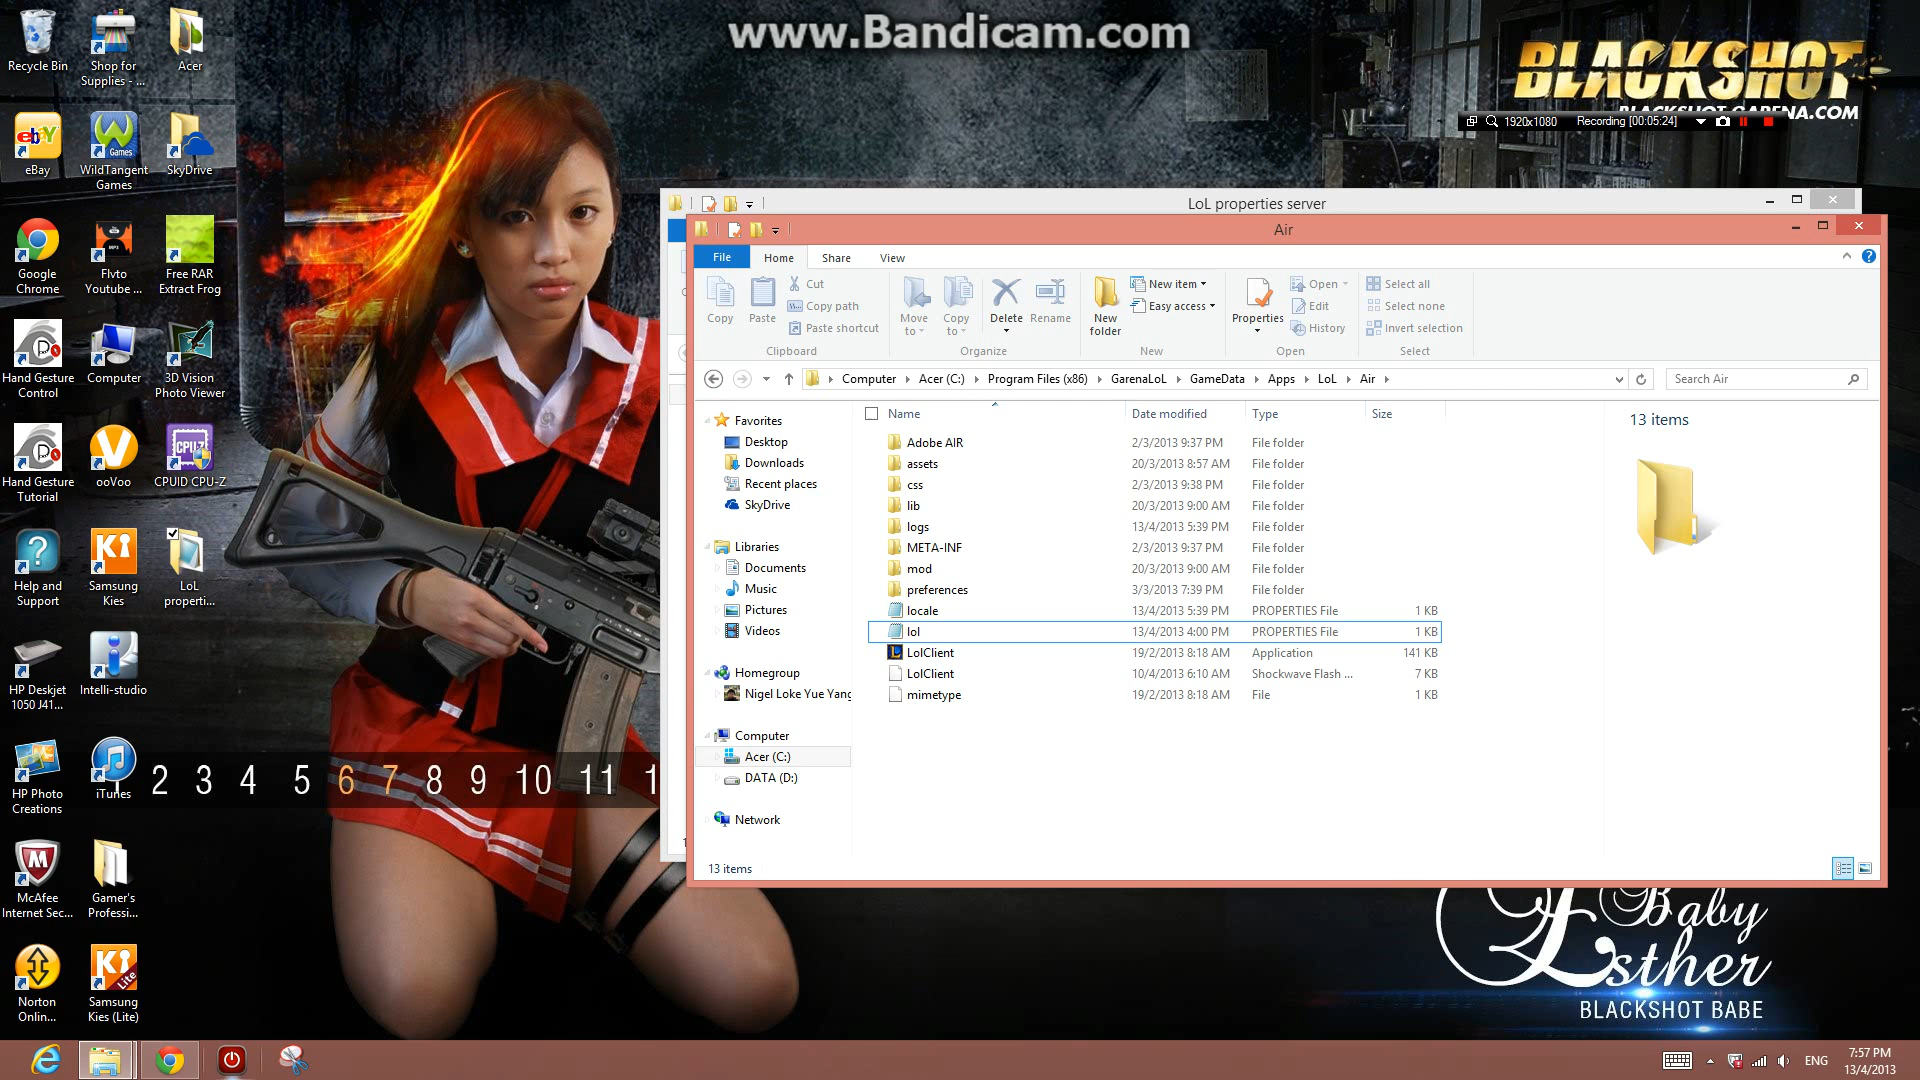 www.Bandicam.com
BLACKSHOT
1920x1080 Recording [00:05:24]
Recycle Bin
Shop for
Supplies - ...
Acer
eBay
WildTangent
Games
SkyDrive
Google
Chrome
Flvto
Youtube ...
Free RAR
Extract Frog
Hand Gesture
Control
Computer
3D Vision
Photo Viewer
Hand Gesture
Tutorial
ooVoo
CPUID CPU-Z
Help and
Support
Samsung
Kies
LoL
properti...
HP Deskjet
1050 J41...
Intelli-studio
HP Photo
Creations
iTunes
McAfee
Internet Sec...
Gamer's
Professi...
Norton
Online...
Samsung
Kies (Lite)
2 3 4 5 6 7 8 9 10 11 1
LoL properties server
Air
File Home Share View
Copy
Paste
Cut
Copy path
Paste shortcut
Clipboard
Move
to
Copy
to
Delete
Rename
Organize
New
folder
New item
Easy access
New
Properties
Open
Edit
History
Open
Select all
Select none
Invert selection
Select
Computer Acer (C:) Program Files (x86) GarenaLoL GameData Apps LoL Air
Search Air
Favorites
Desktop
Downloads
Recent places
SkyDrive
Libraries
Documents
Music
Pictures
Videos
Homegroup
Nigel Loke Yue Yang
Computer
Acer (C:)
DATA (D:)
Network
Name Date modified Type Size
Adobe AIR 2/3/2013 9:37 PM File folder
assets 20/3/2013 8:57 AM File folder
css 2/3/2013 9:38 PM File folder
lib 20/3/2013 9:00 AM File folder
logs 13/4/2013 5:39 PM File folder
META-INF 2/3/2013 9:37 PM File folder
mod 20/3/2013 9:00 AM File folder
preferences 3/3/2013 7:39 PM File folder
locale 13/4/2013 5:39 PM PROPERTIES File 1 KB
lol 13/4/2013 4:00 PM PROPERTIES File 1 KB
LolClient 19/2/2013 8:18 AM Application 141 KB
LolClient 10/4/2013 6:10 AM Shockwave Flash ... 7 KB
mimetype 19/2/2013 8:18 AM File 1 KB
13 items
13 items
Baby
Esther
BLACKSHOT BABE
ENG
7:57 PM
13/4/2013